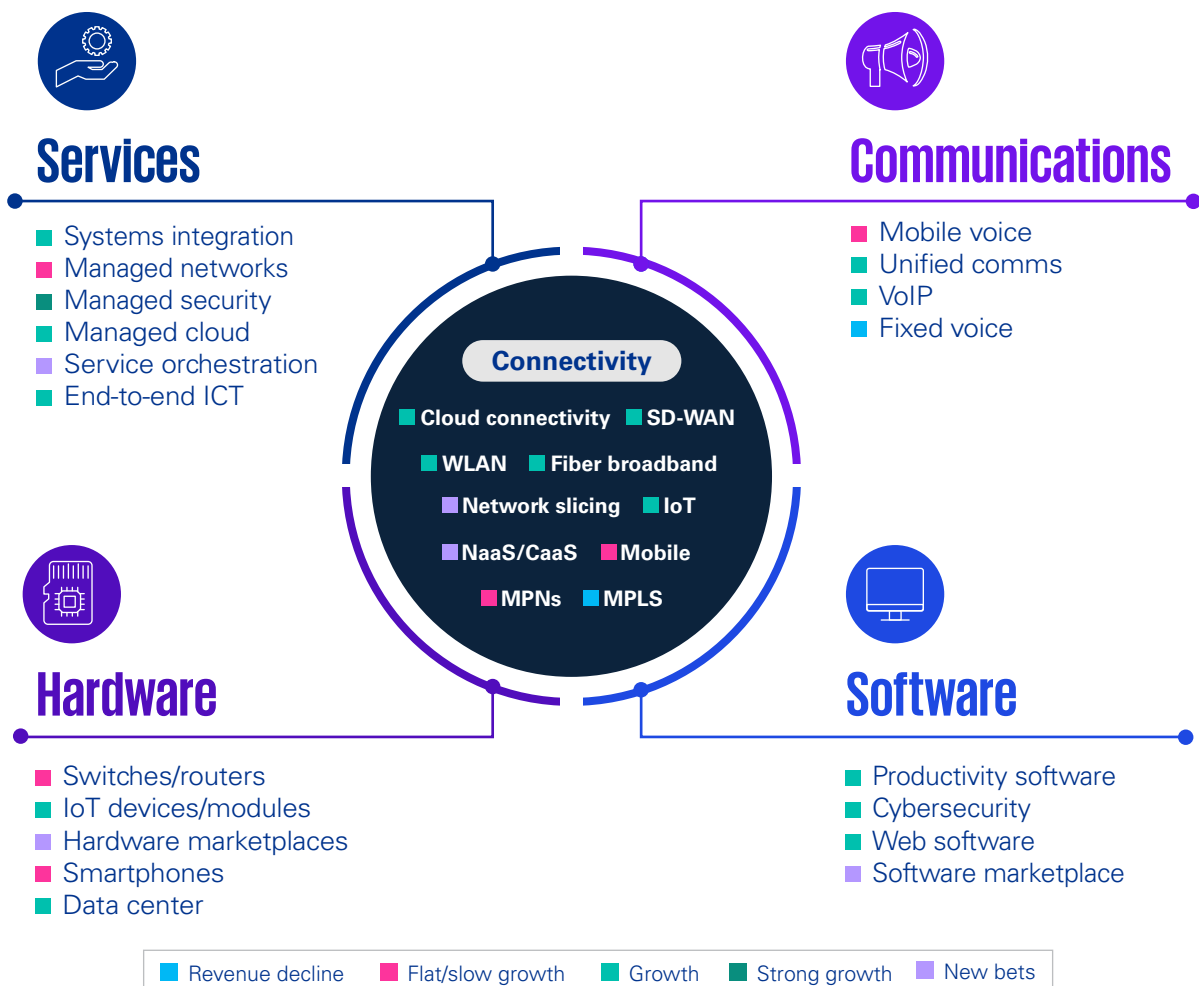 Services
Systems integration
Managed networks
Managed security
Managed cloud
Service orchestration
End-to-end ICT
Communications
Mobile voice
Unified comms
VoIP
Fixed voice
Connectivity
Cloud connectivity SD-WAN
WLAN Fiber broadband
Network slicing IoT
NaaS/CaaS Mobile
MPNs MPLS
Hardware
Switches/routers
IoT devices/modules
Hardware marketplaces
Smartphones
Data center
Software
Productivity software
Cybersecurity
Web software
Software marketplace
Revenue decline Flat/slow growth Growth Strong growth New bets